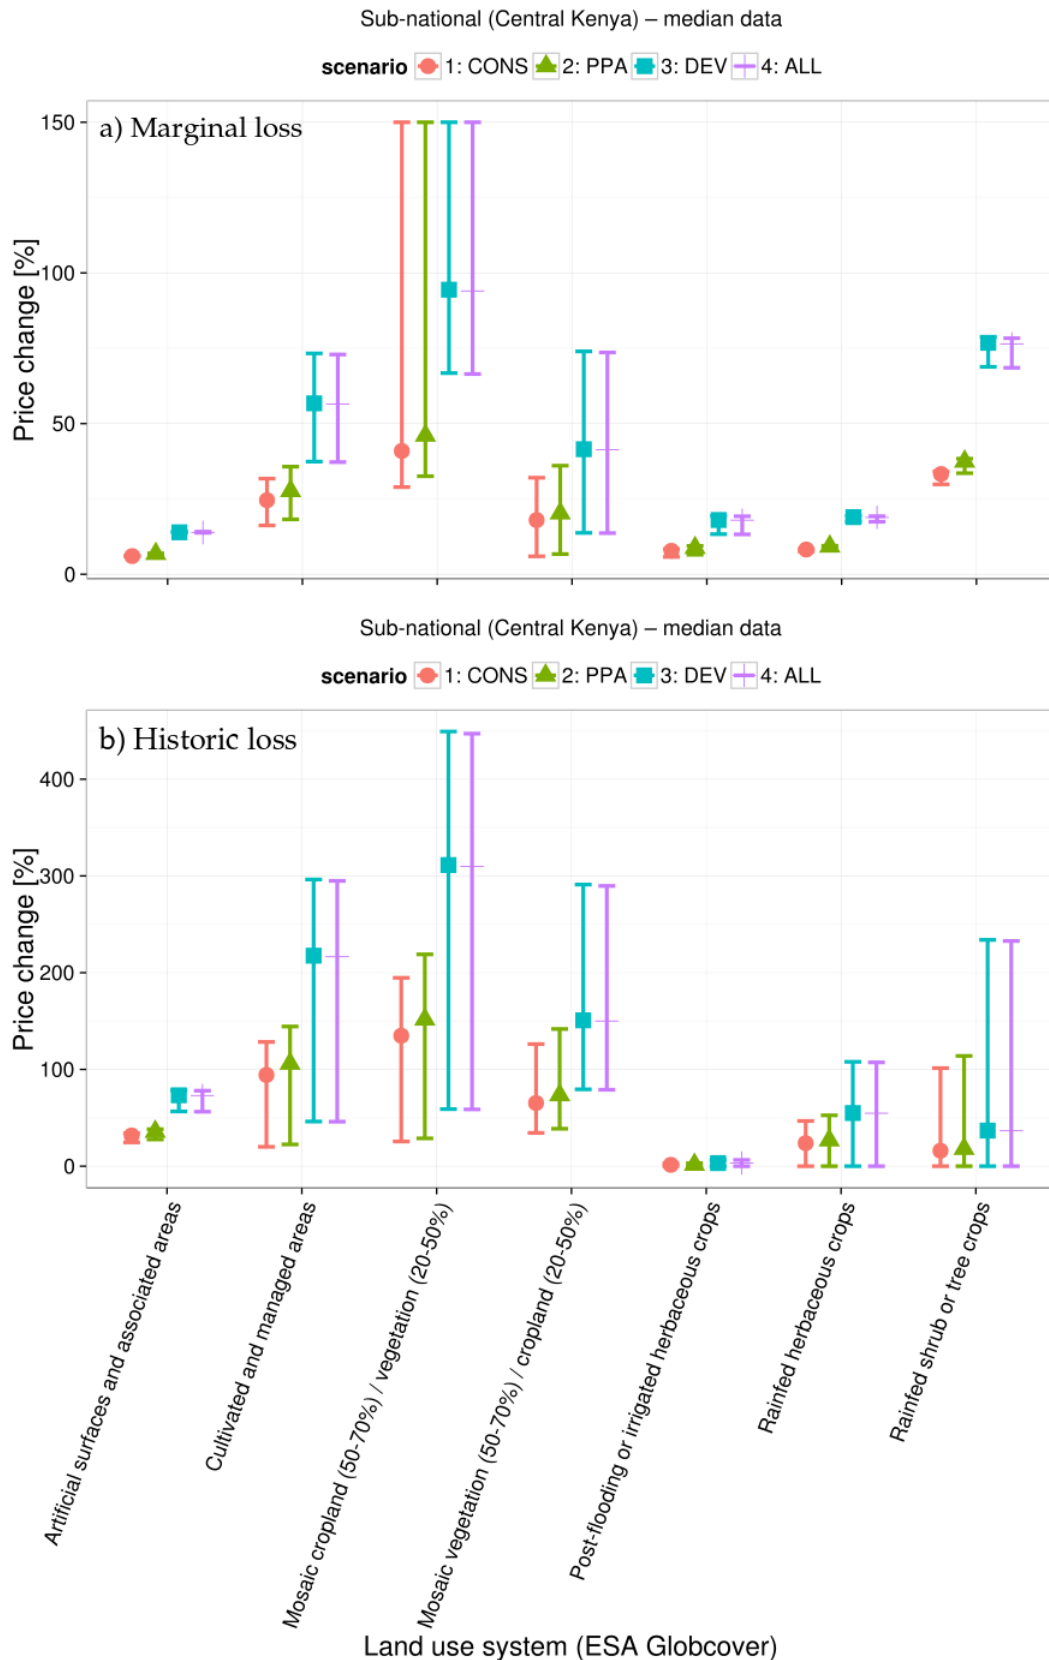 Sub-national (Central Kenya) – median data
scenario 1: CONS 2: PPA 3: DEV 4: ALL
a) Marginal loss
Price change [%]
150
100
50
0
Sub-national (Central Kenya) – median data
scenario 1: CONS 2: PPA 3: DEV 4: ALL
b) Historic loss
Price change [%]
400
300
200
100
0
Artificial surfaces and associated areas
Cultivated and managed areas
Mosaic cropland (50-70%) / vegetation (20-50%)
Mosaic vegetation (50-70%) / cropland (20-50%)
Post-flooding or irrigated herbaceous crops
Rainfed herbaceous crops
Rainfed shrub or tree crops
Land use system (ESA Globcover)